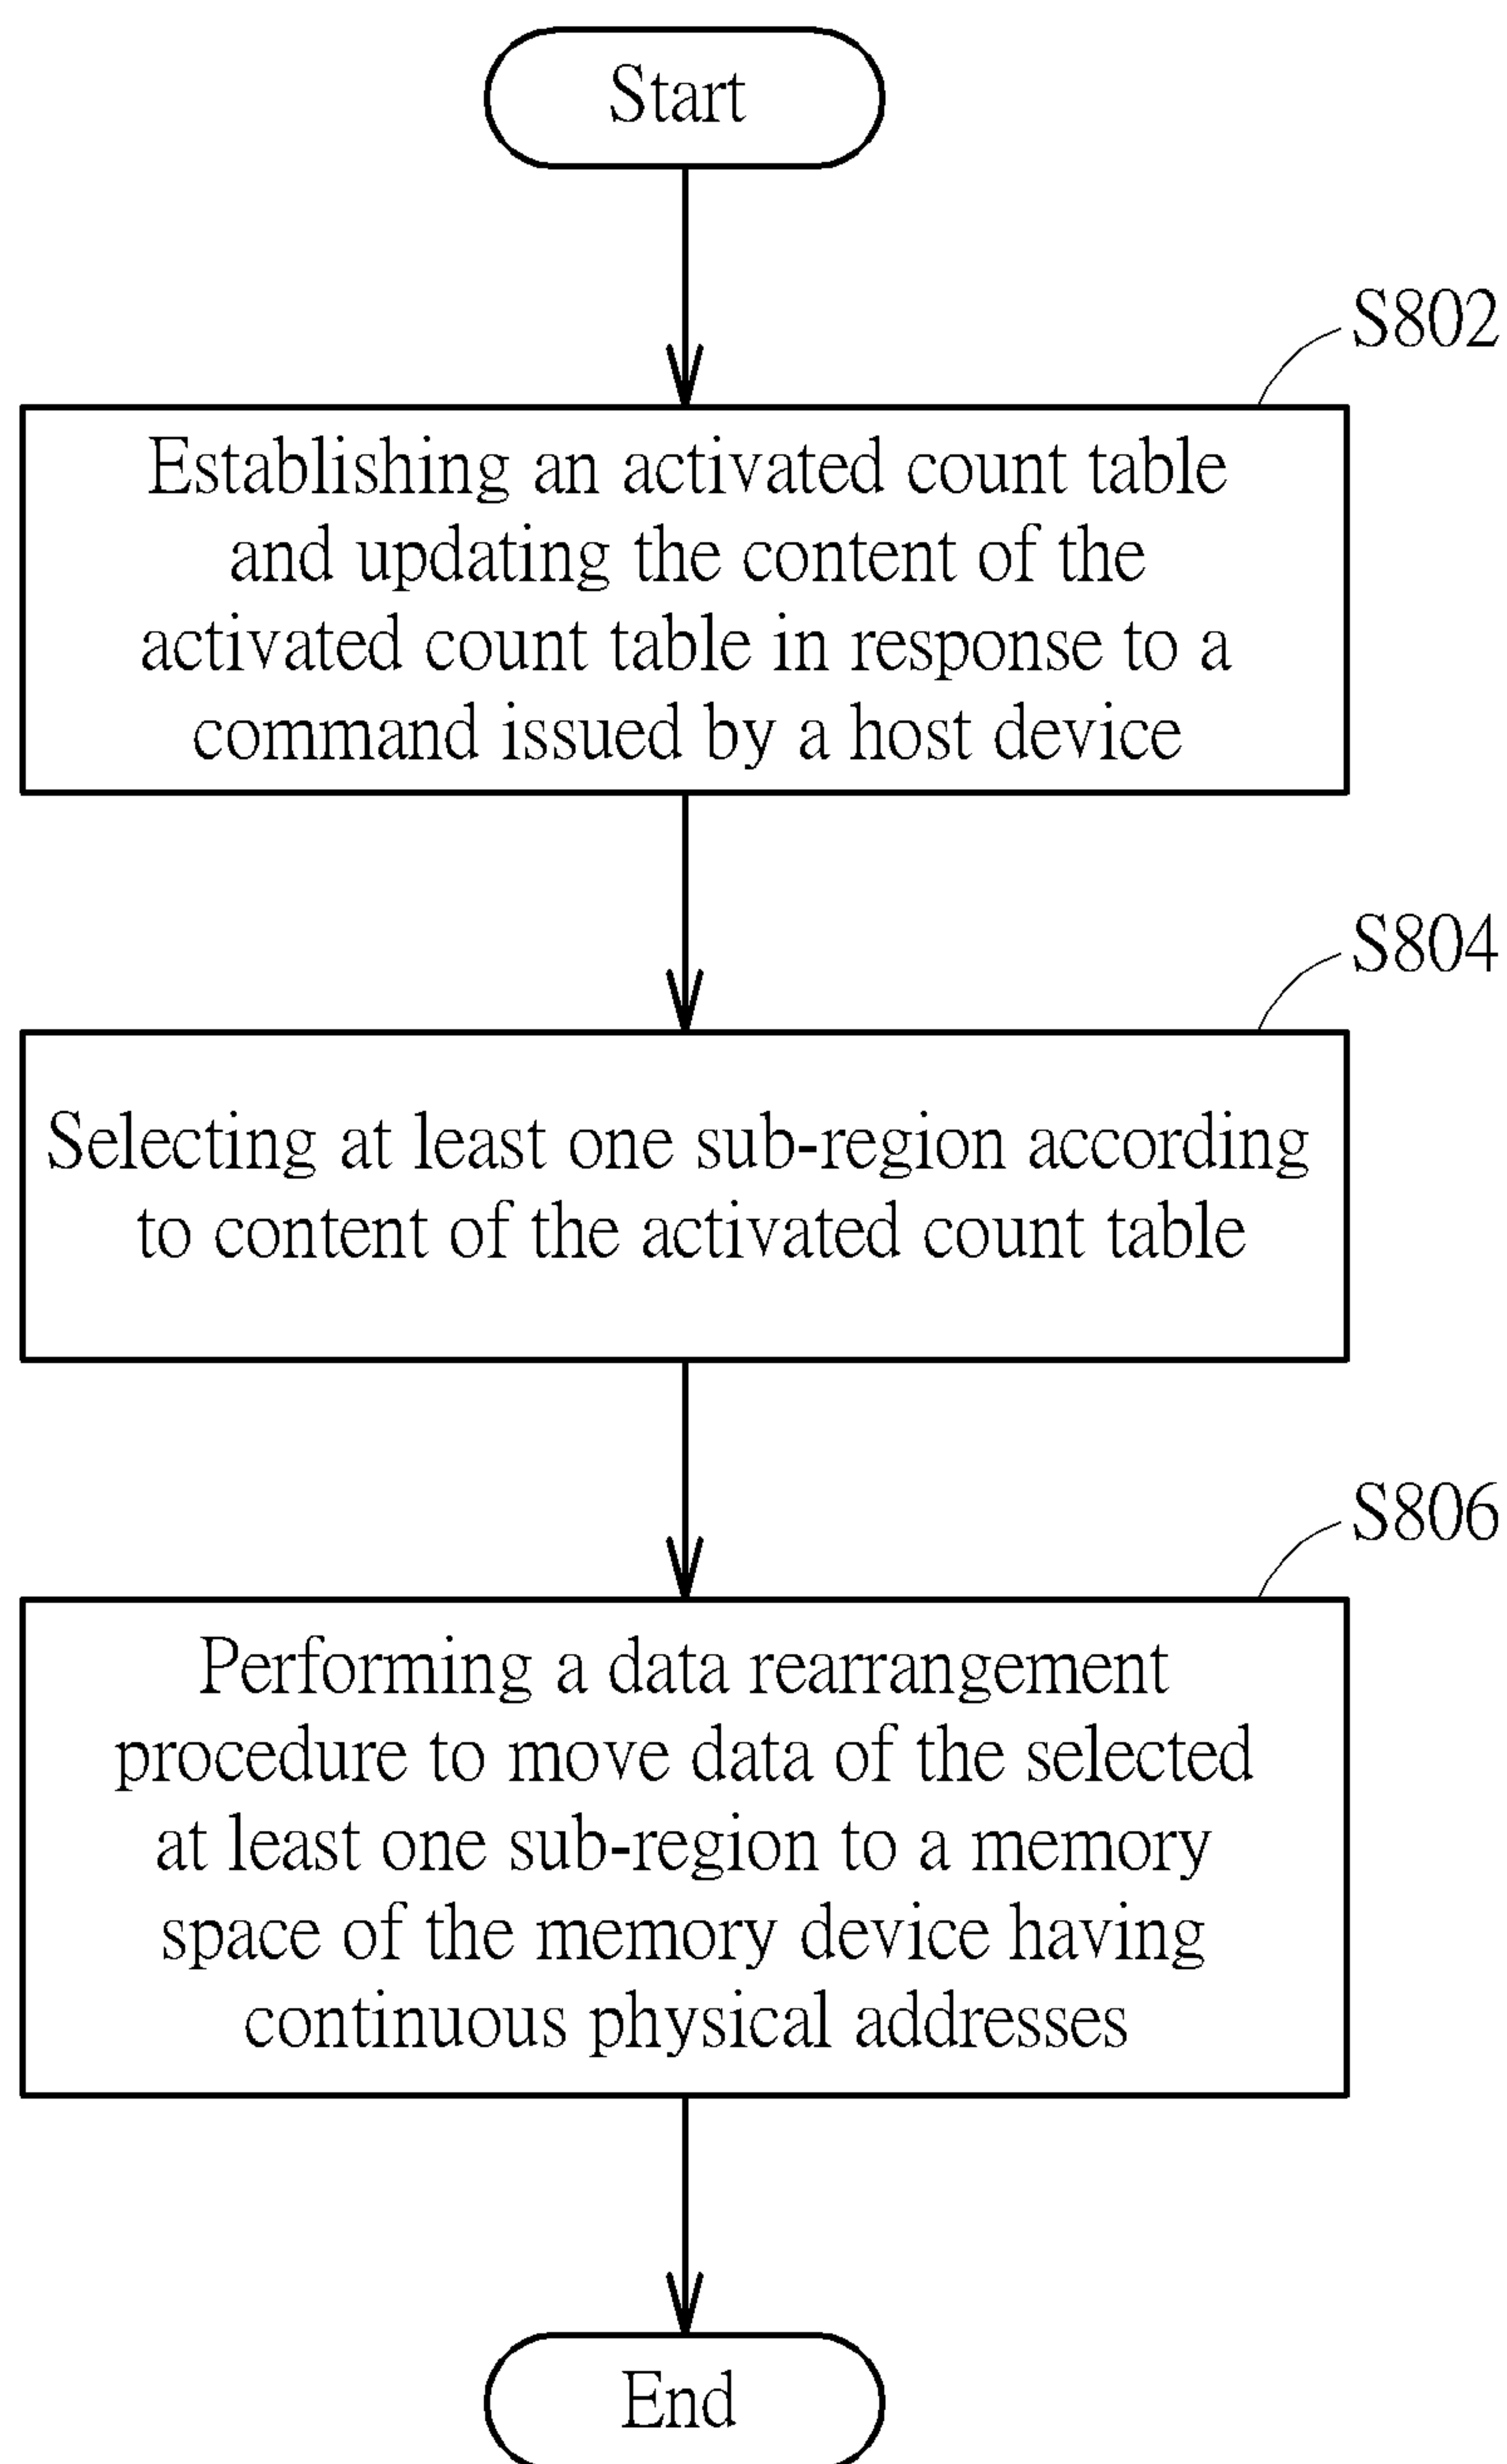 Start
S802
Establishing an activated count table
and updating the content of the
activated count table in response to a
command issued by a host device
S804
Selecting at least one sub-region according
to content of the activated count table
S806
Performing a data rearrangement
procedure to move data of the selected
at least one sub-region to a memory
space of the memory device having
continuous physical addresses
End